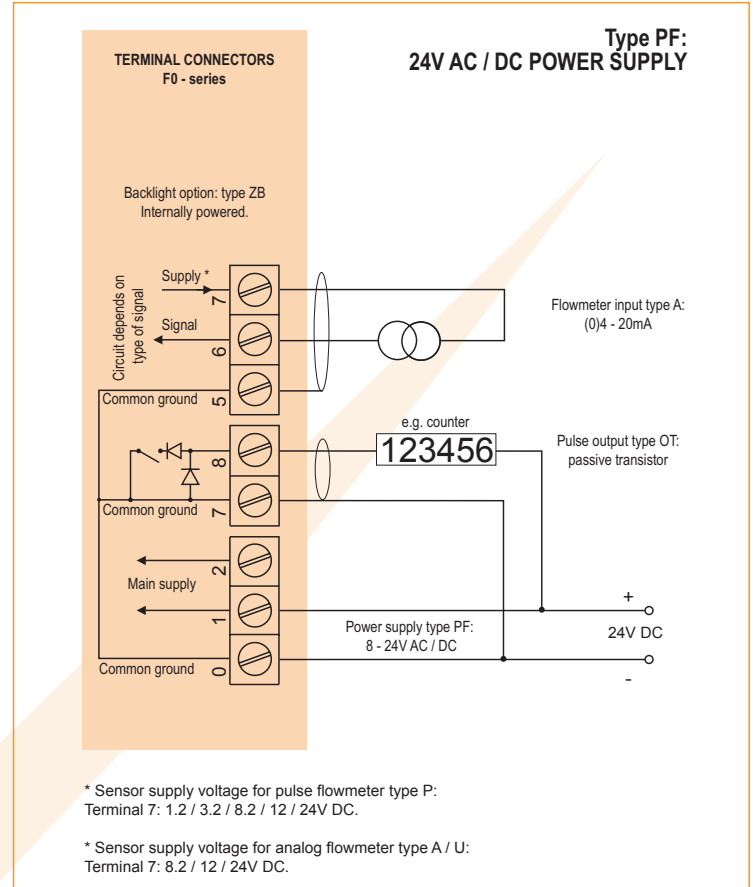 Type PF:
24V AC / DC POWER SUPPLY
TERMINAL CONNECTORS
F0 - series
Backlight option: type ZB
Internally powered.
Circuit depends on
type of signal
Supply *
7
Signal
6
Common ground
5
Flowmeter input type A:
(0)4 - 20mA
e.g. counter
123456
8
Pulse output type OT:
passive transistor
Common ground
7
2
Main supply
1
Power supply type PF:
8 - 24V AC / DC
+
24V DC
-
Common ground
0
* Sensor supply voltage for pulse flowmeter type P:
Terminal 7: 1.2 / 3.2 / 8.2 / 12 / 24V DC.
* Sensor supply voltage for analog flowmeter type A / U:
Terminal 7: 8.2 / 12 / 24V DC.